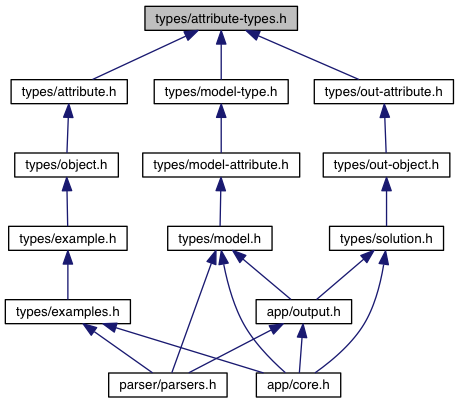 types/attribute-types.h
types/attribute.h
types/model-type.h
types/out-attribute.h
types/object.h
types/model-attribute.h
types/out-object.h
types/example.h
types/model.h
types/solution.h
types/examples.h
app/output.h
parser/parsers.h
app/core.h